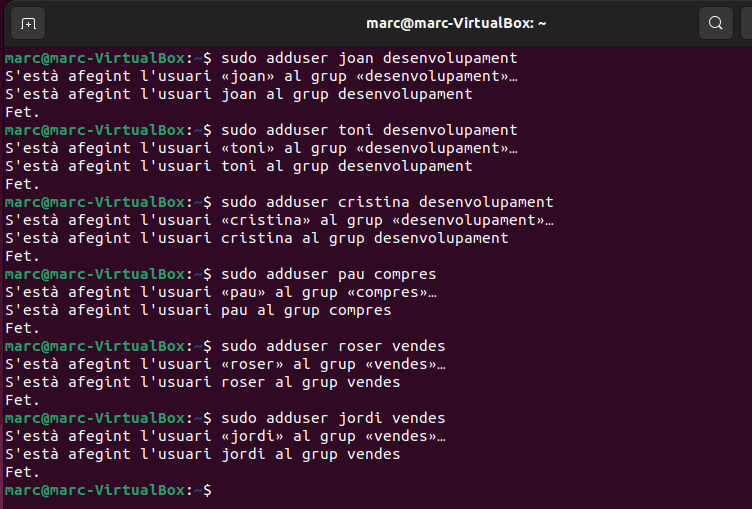 marc@marc-VirtualBox: ~
marc@marc-VirtualBox:~$ sudo adduser joan desenvolupament
S'està afegint l'usuari «joan» al grup «desenvolupament»…
S'està afegint l'usuari joan al grup desenvolupament
Fet.
marc@marc-VirtualBox:~$ sudo adduser toni desenvolupament
S'està afegint l'usuari «toni» al grup «desenvolupament»…
S'està afegint l'usuari toni al grup desenvolupament
Fet.
marc@marc-VirtualBox:~$ sudo adduser cristina desenvolupament
S'està afegint l'usuari «cristina» al grup «desenvolupament»…
S'està afegint l'usuari cristina al grup desenvolupament
Fet.
marc@marc-VirtualBox:~$ sudo adduser pau compres
S'està afegint l'usuari «pau» al grup «compres»…
S'està afegint l'usuari pau al grup compres
Fet.
marc@marc-VirtualBox:~$ sudo adduser roser vendes
S'està afegint l'usuari «roser» al grup «vendes»…
S'està afegint l'usuari roser al grup vendes
Fet.
marc@marc-VirtualBox:~$ sudo adduser jordi vendes
S'està afegint l'usuari «jordi» al grup «vendes»…
S'està afegint l'usuari jordi al grup vendes
Fet.
marc@marc-VirtualBox:~$